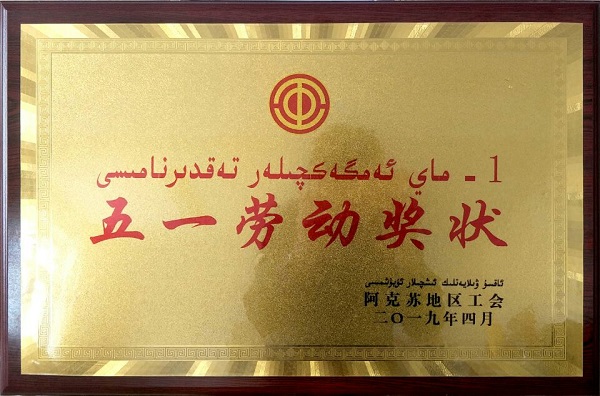 1 - ماي ئەمگەكچىلەر تەقدىرنامىسى
五一劳动奖状
ئاقسۇ ۋىلايەتلىك ئىشچىلار ئۇيۇشمىسى
阿克苏地区工会
二〇一九年四月